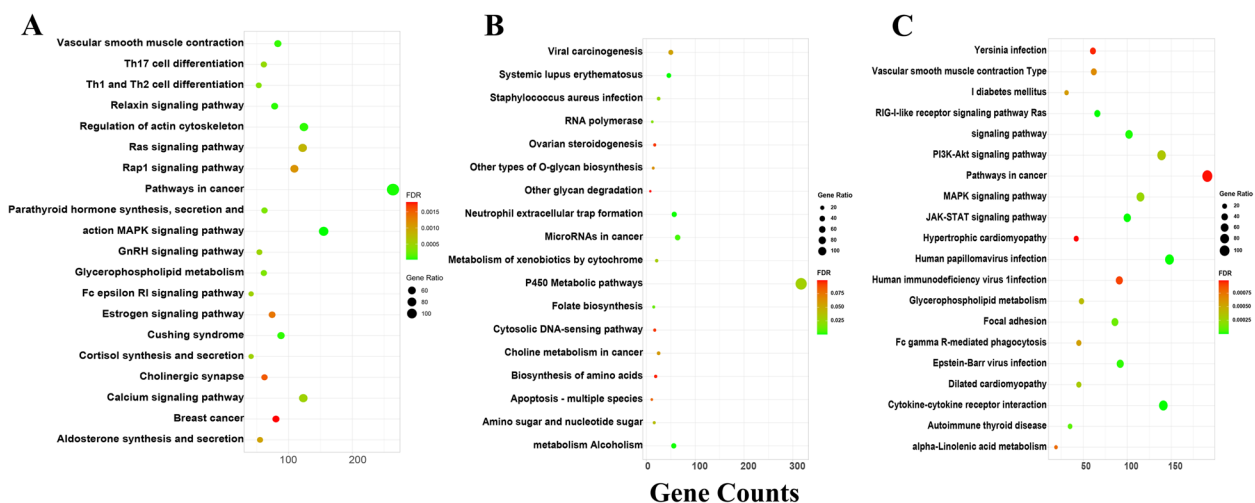 A
Vascular smooth muscle contraction
Th17 cell differentiation
Th1 and Th2 cell differentiation
Relaxin signaling pathway
Regulation of actin cytoskeleton
Ras signaling pathway
Rap1 signaling pathway
Pathways in cancer
Parathyroid hormone synthesis, secretion and
action MAPK signaling pathway
GnRH signaling pathway
Glycerophospholipid metabolism
Fc epsilon RI signaling pathway
Estrogen signaling pathway
Cushing syndrome
Cortisol synthesis and secretion
Cholinergic synapse
Calcium signaling pathway
Breast cancer
Aldosterone synthesis and secretion
100 200
FDR
0.0015
0.0005
Gene Ratio
60
80
100
B
Viral carcinogenesis
Systemic lupus erythematosus
Staphylococcus aureus infection
RNA polymerase
Ovarian steroidogenesis
Other types of O-glycan biosynthesis
Other glycan degradation
Neutrophil extracellular trap formation
MicroRNAs in cancer
Metabolism of xenobiotics by cytochrome
P450 Metabolic pathways
Folate biosynthesis
Cytosolic DNA-sensing pathway
Choline metabolism in cancer
Biosynthesis of amino acids
Apoptosis - multiple species
Amino sugar and nucleotide sugar
metabolism Alcoholism
0 100 200 300
Gene Counts
Gene Ratio
20
40
60
80
100
FDR
0.075
0.050
0.025
C
Yersinia infection
Vascular smooth muscle contraction Type
I diabetes mellitus
RIG-I-like receptor signaling pathway Ras
signaling pathway
PI3K-Akt signaling pathway
Pathways in cancer
MAPK signaling pathway
JAK-STAT signaling pathway
Hypertrophic cardiomyopathy
Human papillomavirus infection
Human immunodeficiency virus 1infection
Glycerophospholipid metabolism
Focal adhesion
Fc gamma R-mediated phagocytosis
Epstein-Barr virus infection
Dilated cardiomyopathy
Cytokine-cytokine receptor interaction
Autoimmune thyroid disease
alpha-Linolenic acid metabolism
50 100 150
Gene Ratio
20
40
60
80
100
FDR
0.00075
0.00025